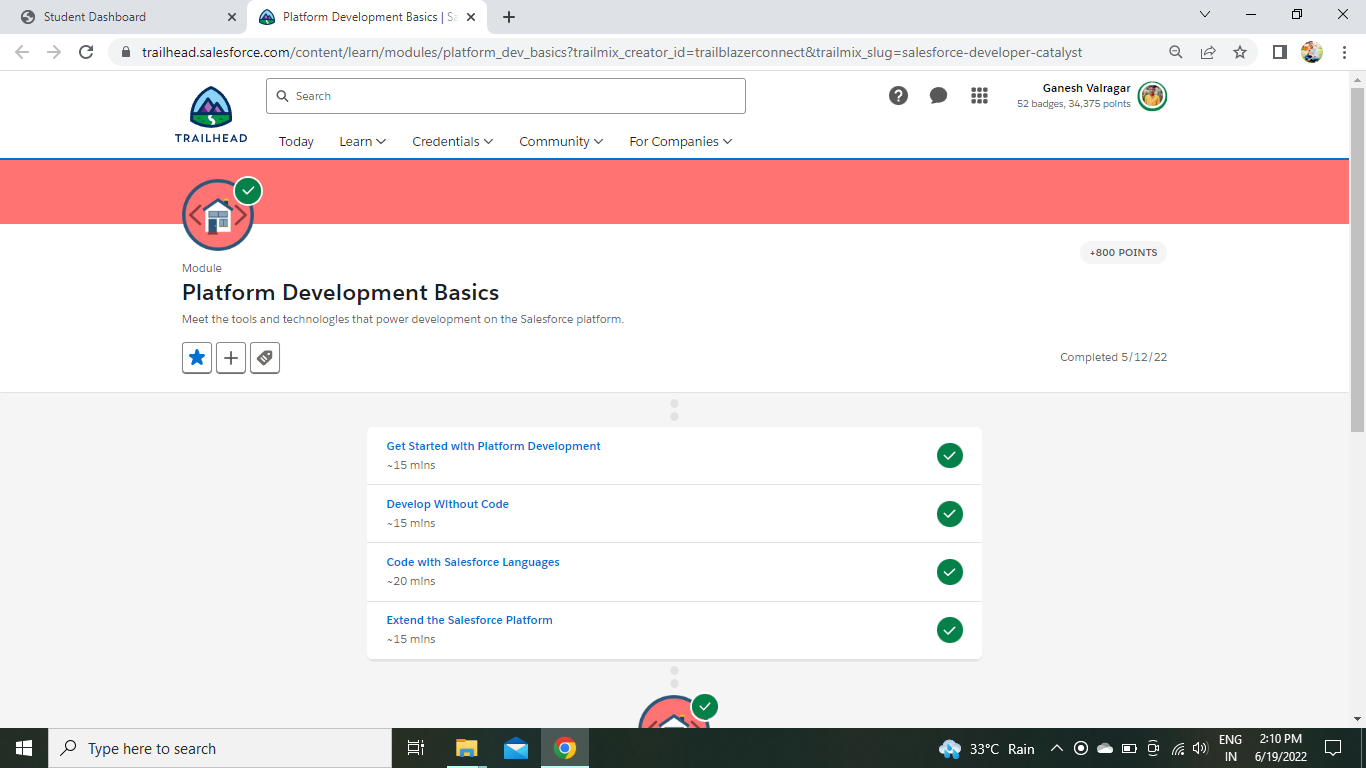 Student Dashboard
Platform Development Basics | Sa
trailhead.salesforce.com/content/learn/modules/platform_dev_basics?trailmix_creator_id=trailblazerconnect&trailmix_slug=salesforce-developer-catalyst
TRAILHEAD
Search
Ganesh Valragar
52 badges, 34,375 points
Today Learn Credentials Community For Companies
+800 POINTS
Module
Platform Development Basics
Meet the tools and technologies that power development on the Salesforce platform.
Completed 5/12/22
Get Started with Platform Development
~15 mins
Develop Without Code
~15 mins
Code with Salesforce Languages
~20 mins
Extend the Salesforce Platform
~15 mins
Type here to search
33°C Rain
ENG
IN
2:10 PM
6/19/2022